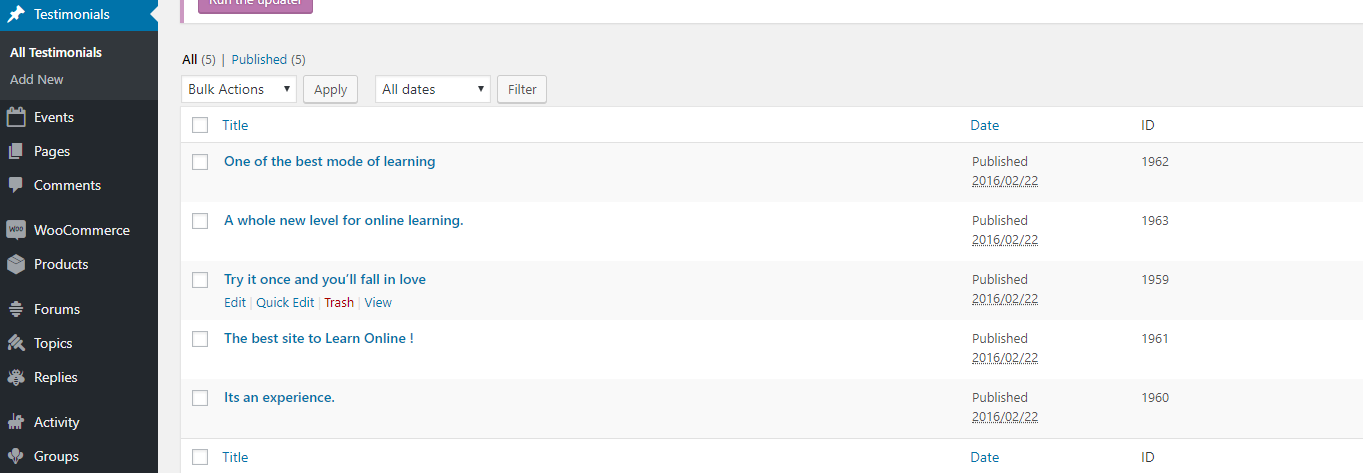 Testimonials
All Testimonials
Add New
Events
Pages
Comments
WooCommerce
Products
Forums
Topics
Replies
Activity
Groups
Run the updater
All (5) | Published (5)
Bulk Actions Apply All dates Filter
Title Date ID
One of the best mode of learning Published 1962
2016/02/22
A whole new level for online learning. Published 1963
2016/02/22
Try it once and you’ll fall in love Published 1959
Edit | Quick Edit | Trash | View 2016/02/22
The best site to Learn Online ! Published 1961
2016/02/22
Its an experience. Published 1960
2016/02/22
Title Date ID